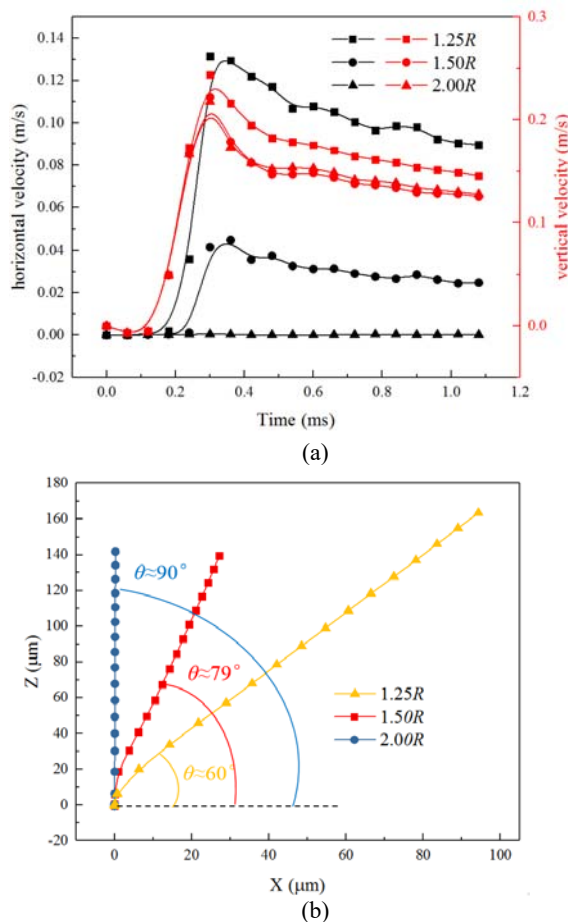 0.14
0.12
0.10
0.08
0.06
0.04
0.02
0.00
-0.02
horizontal velocity (m/s)
0.3
0.2
0.1
0.0
vertical velocity (m/s)
1.25R
1.50R
2.00R
0.0 0.2 0.4 0.6 0.8 1.0 1.2
Time (ms)
(a)
180
160
140
120
100
80
60
40
20
0
-20
Z (μm)
θ≈90°
θ≈79°
θ≈60°
1.25R
1.50R
2.00R
0 20 40 60 80 100
X (μm)
(b)